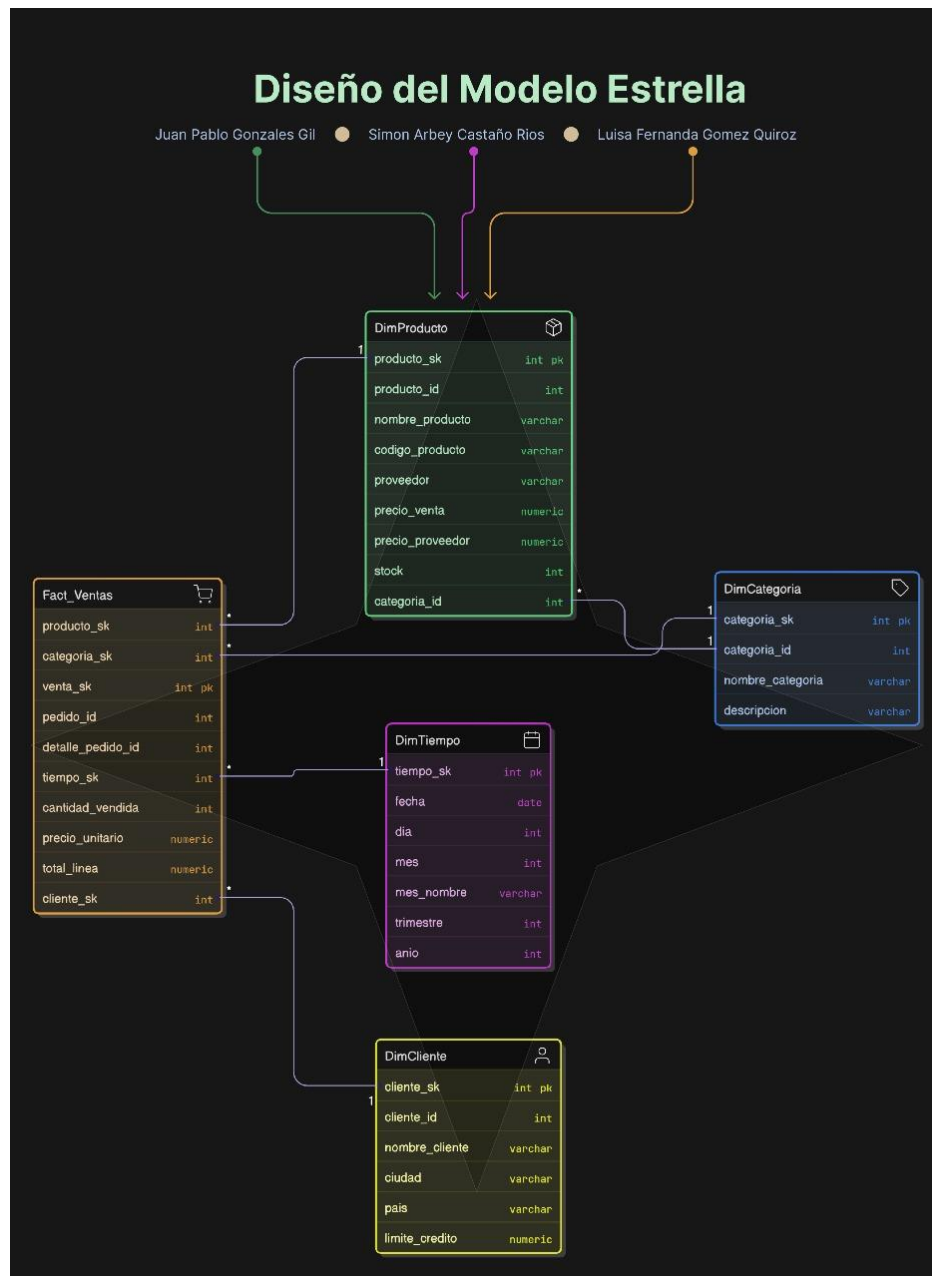 Diseño del Modelo Estrella
Juan Pablo Gonzales Gil Simon Arbey Castaño Rios Luisa Fernanda Gomez Quiroz
DimProducto
1
producto_sk int pk
producto_id int
nombre_producto varchar
codigo_producto varchar
proveedor varchar
precio_venta numeric
precio_proveedor numeric
stock int
categoria_id int *
Fact_Ventas
producto_sk int *
categoria_sk int *
venta_sk int pk
pedido_id int
detalle_pedido_id int
tiempo_sk int *
cantidad_vendida int
precio_unitario numeric
total_linea numeric
cliente_sk int *
DimCategoria
1 categoria_sk int pk
1 categoria_id int
nombre_categoria varchar
descripcion varchar
DimTiempo
1 tiempo_sk int pk
fecha date
dia int
mes int
mes_nombre varchar
trimestre int
anio int
DimCliente
cliente_sk int pk
1
cliente_id int
nombre_cliente varchar
ciudad varchar
pais varchar
limite_credito numeric